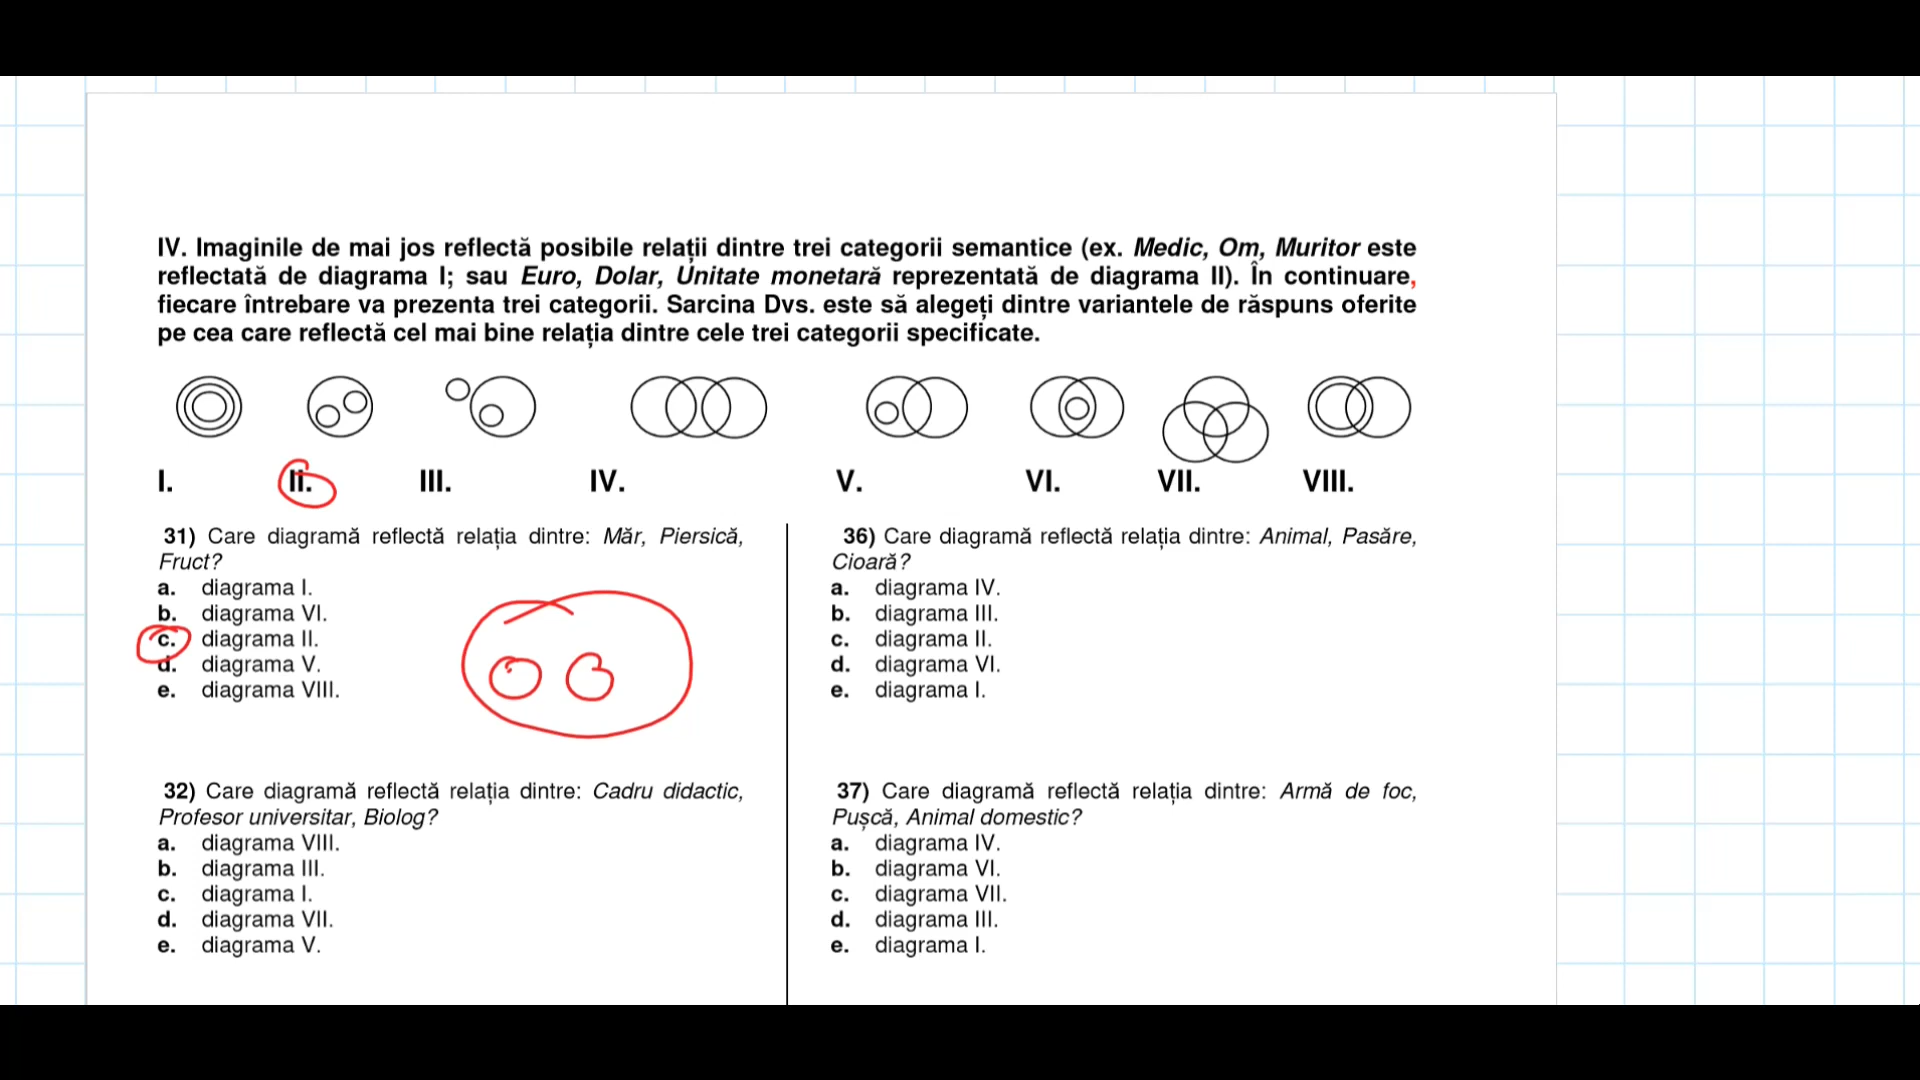 IV. Imaginile de mai jos reflectă posibile relații dintre trei categorii semantice (ex. Medic, Om, Muritor este
reflectată de diagrama I; sau Euro, Dolar, Unitate monetară reprezentată de diagrama II). În continuare,
fiecare întrebare va prezenta trei categorii. Sarcina Dvs. este să alegeți dintre variantele de răspuns oferite
pe cea care reflectă cel mai bine relația dintre cele trei categorii specificate.
I. II. III. IV. V. VI. VII. VIII.
31) Care diagramă reflectă relația dintre: Măr, Piersică,
Fruct?
a. diagrama I.
b. diagrama VI.
c. diagrama II.
d. diagrama V.
e. diagrama VIII.
32) Care diagramă reflectă relația dintre: Cadru didactic,
Profesor universitar, Biolog?
a. diagrama VIII.
b. diagrama III.
c. diagrama I.
d. diagrama VII.
e. diagrama V.
36) Care diagramă reflectă relația dintre: Animal, Pasăre,
Cioară?
a. diagrama IV.
b. diagrama III.
c. diagrama II.
d. diagrama VI.
e. diagrama I.
37) Care diagramă reflectă relația dintre: Armă de foc,
Pușcă, Animal domestic?
a. diagrama IV.
b. diagrama VI.
c. diagrama VII.
d. diagrama III.
e. diagrama I.